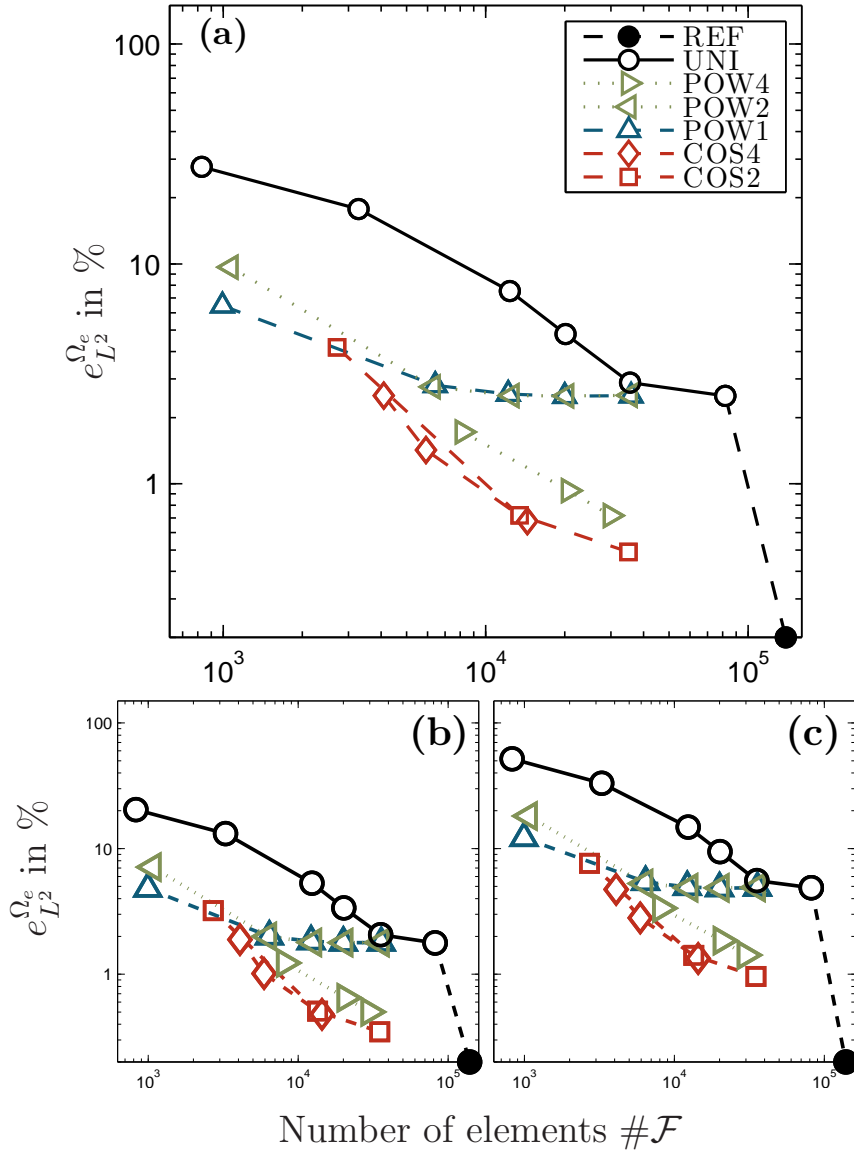 (a)
REF
UNI
POW4
POW2
POW1
COS4
COS2
100
10
1
e_{L^2}^{Ω_e} in %
10^3
10^4
10^5
(b)
(c)
100
10
1
e_{L^2}^{Ω_e} in %
10^3
10^4
10^5
10^3
10^4
10^5
Number of elements #ℱ